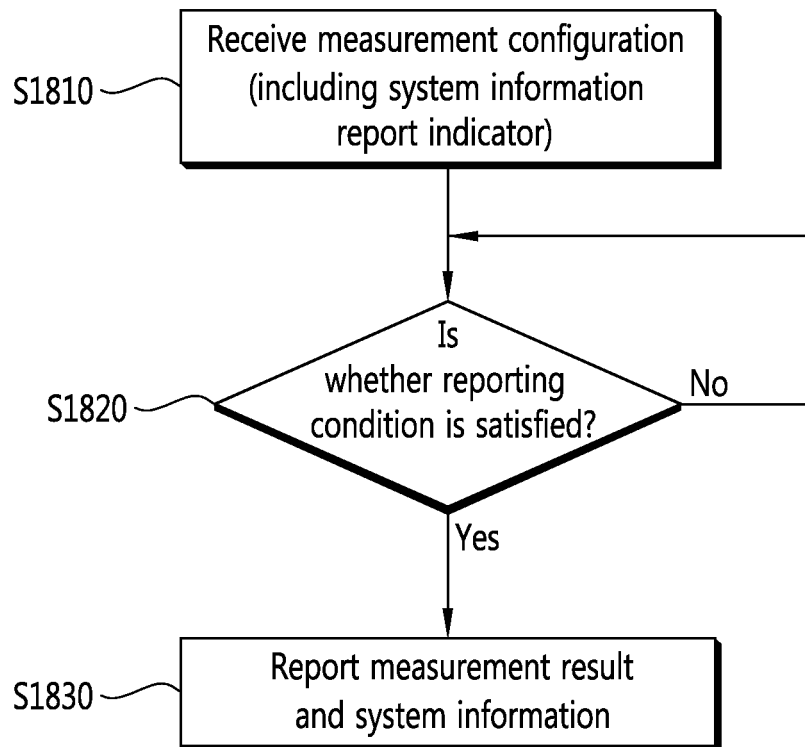 Receive measurement configuration
S1810
(including system information
report indicator)
Is
whether reporting
No
S1820
condition is satisfied?
Yes
Report measurement result
S1830
and system information